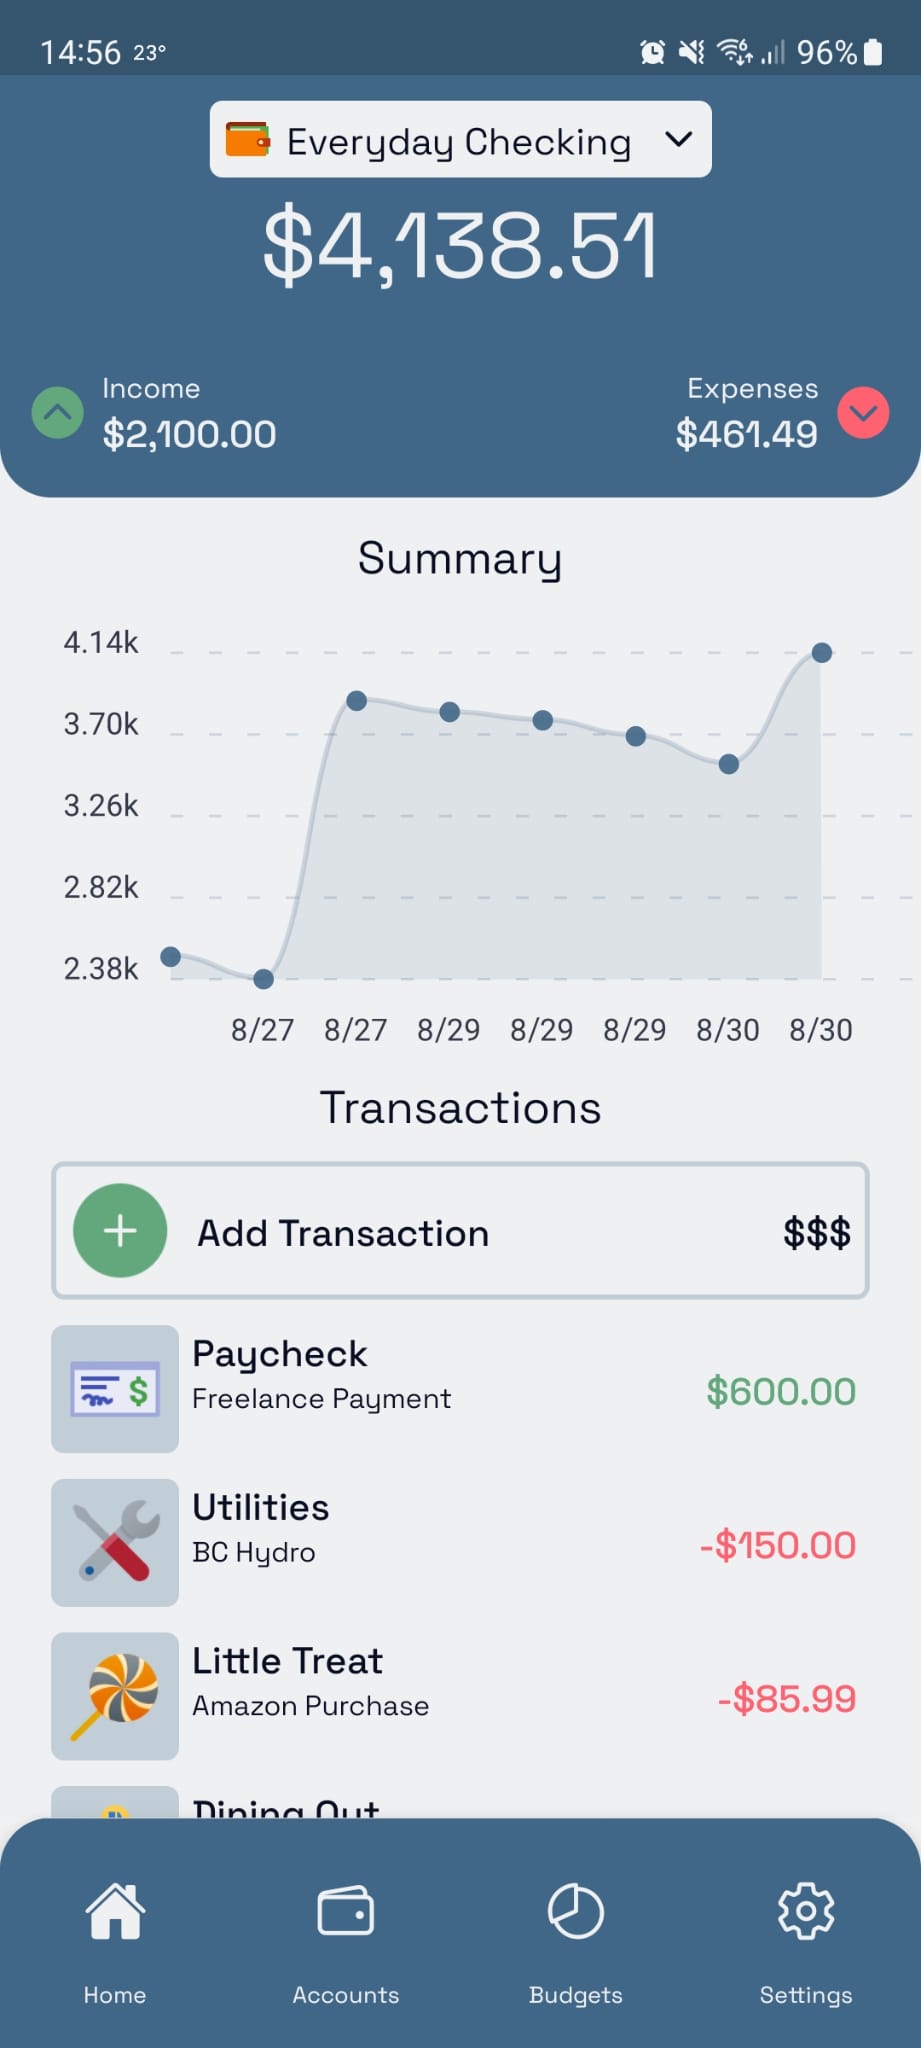 14:56 23° 96%
Everyday Checking
$4,138.51
Income
$2,100.00
Expenses
$461.49
Summary
4.14k
3.70k
3.26k
2.82k
2.38k
8/27 8/27 8/29 8/29 8/29 8/30 8/30
Transactions
Add Transaction $$$
Paycheck
Freelance Payment
$600.00
Utilities
BC Hydro
-$150.00
Little Treat
Amazon Purchase
-$85.99
Dining Out
Home Accounts Budgets Settings